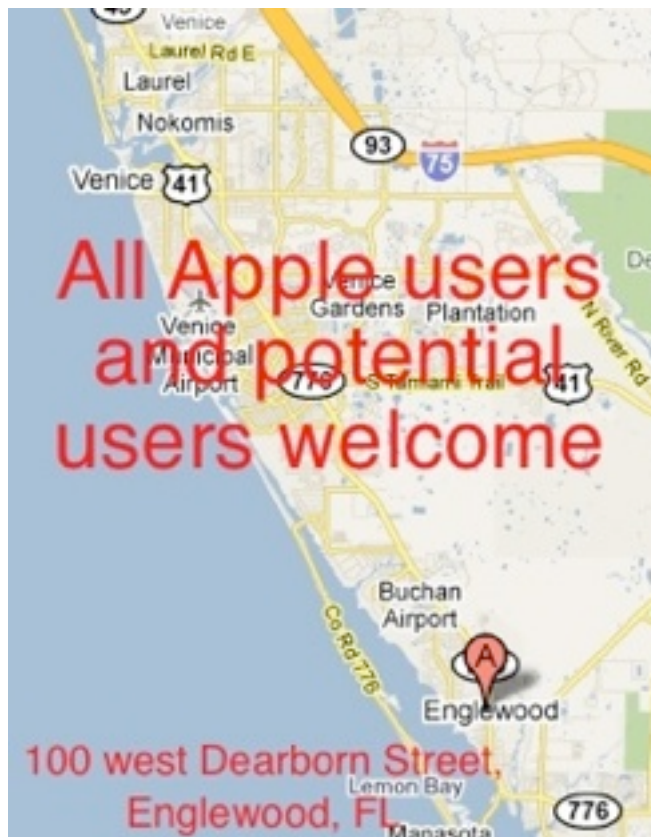 Venice
Laurel Rd E
Laurel
Nokomis
93
75
Venice 41
All Apple users
Venice
Gardens
Plantation
N River Rd
Venice
Municipal
Airport
and potential
776
S Tamiami Trail
41
users welcome
Buchan
Airport
Co Rd 776
A
Englewood
100 west Dearborn Street,
Lemon Bay
Englewood, FL
776
Manasota